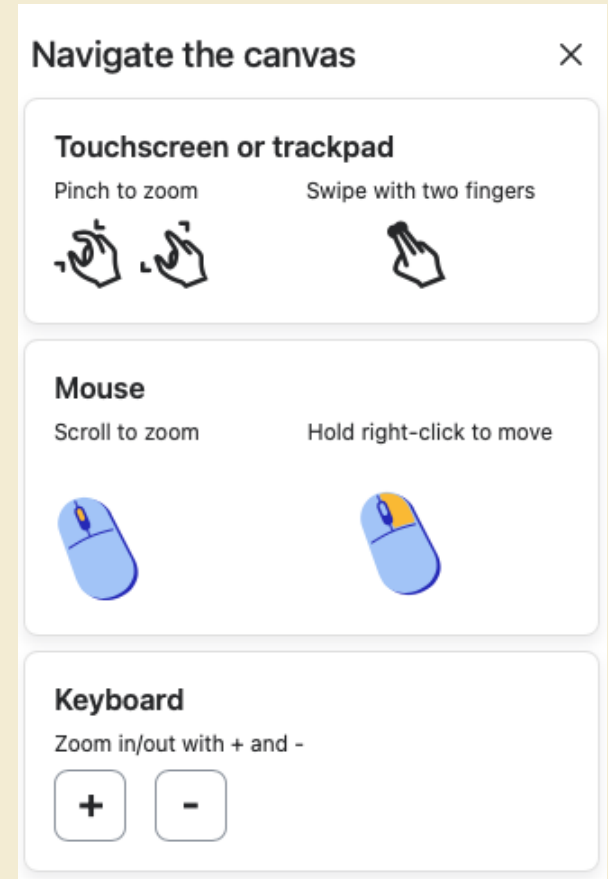 Navigate the canvas
Touchscreen or trackpad
Pinch to zoom
Swipe with two fingers
Mouse
Scroll to zoom
Hold right-click to move
Keyboard
Zoom in/out with + and -
+
-